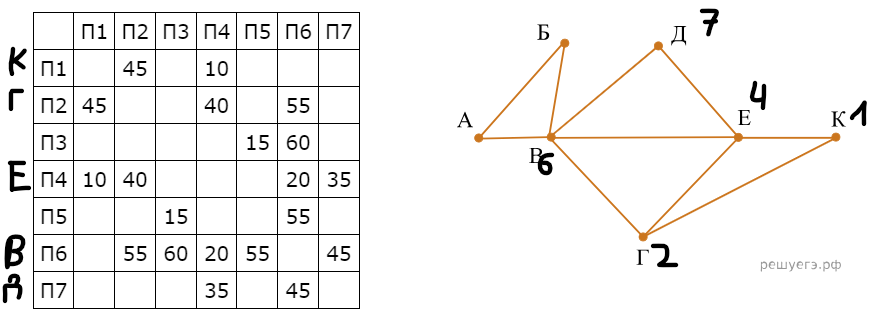 П1 П2 П3 П4 П5 П6 П7
К П1 45 10
Г П2 45 40 55
П3 15 60
Е П4 10 40 20 35
П5 15 55
В П6 55 60 20 55 45
Д П7 35 45
Б
Д 7
А
В 6
Е 4
К 1
Г 2
решуегэ.рф